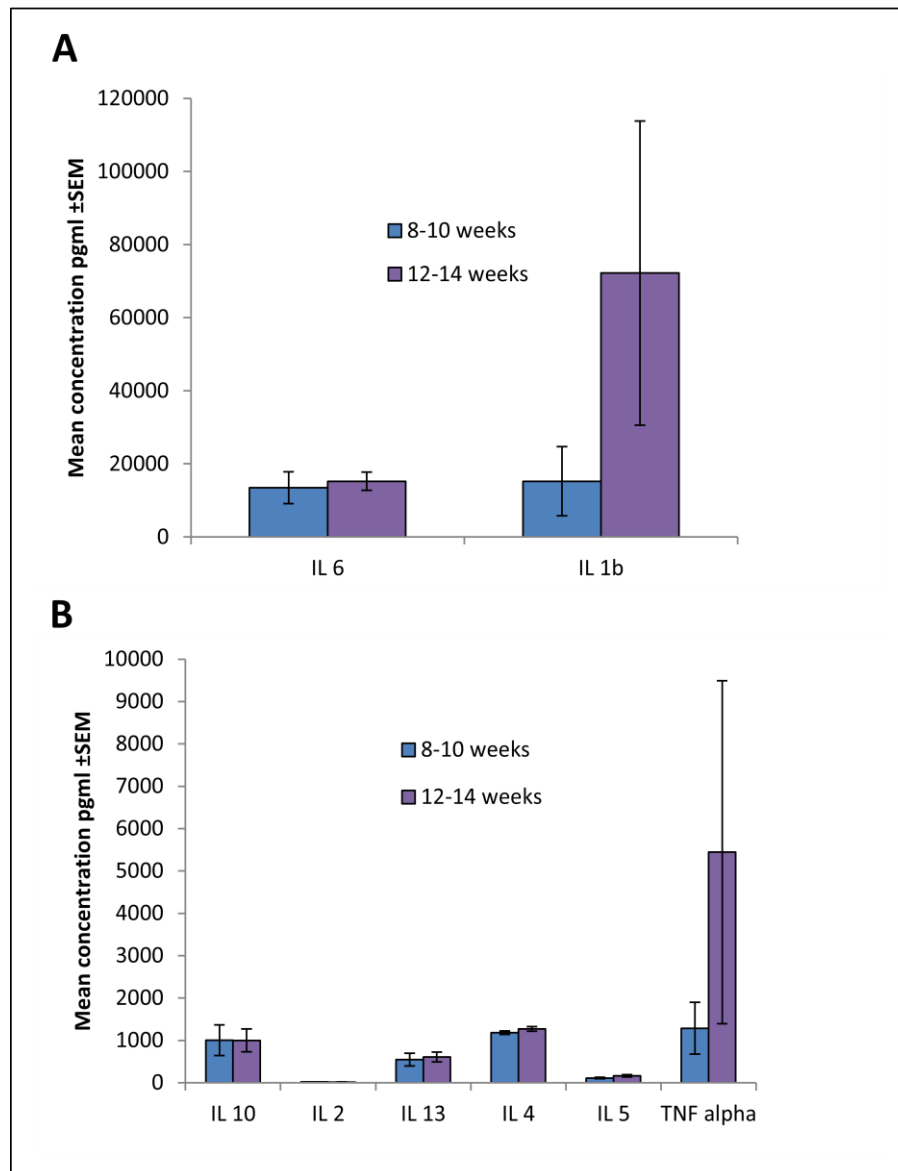 A
Mean concentration pgml ±SEM
120000
100000
80000
60000
40000
20000
0
8-10 weeks
12-14 weeks
IL 6 IL 1b
B
Mean concentration pgml ±SEM
10000
9000
8000
7000
6000
5000
4000
3000
2000
1000
0
8-10 weeks
12-14 weeks
IL 10 IL 2 IL 13 IL 4 IL 5 TNF alpha